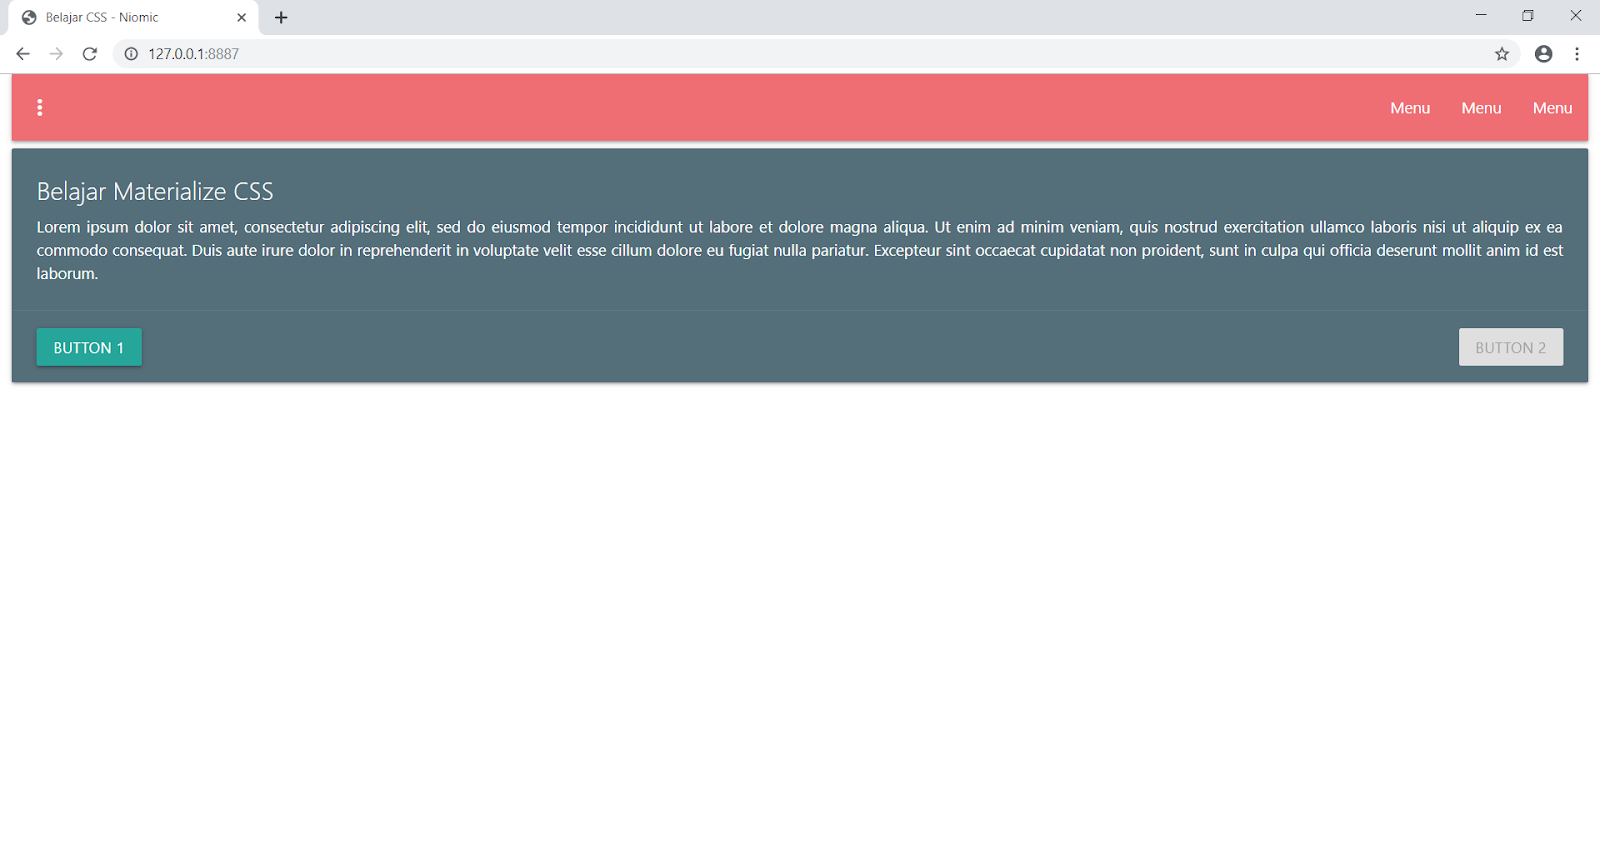 Belajar CSS - Niomic
127.0.0.1:8887
Menu Menu Menu
Belajar Materialize CSS
Lorem ipsum dolor sit amet, consectetur adipiscing elit, sed do eiusmod tempor incididunt ut labore et dolore magna aliqua. Ut enim ad minim veniam, quis nostrud exercitation ullamco laboris nisi ut aliquip ex ea
commodo consequat. Duis aute irure dolor in reprehenderit in voluptate velit esse cillum dolore eu fugiat nulla pariatur. Excepteur sint occaecat cupidatat non proident, sunt in culpa qui officia deserunt mollit anim id est
laborum.
BUTTON 1 BUTTON 2